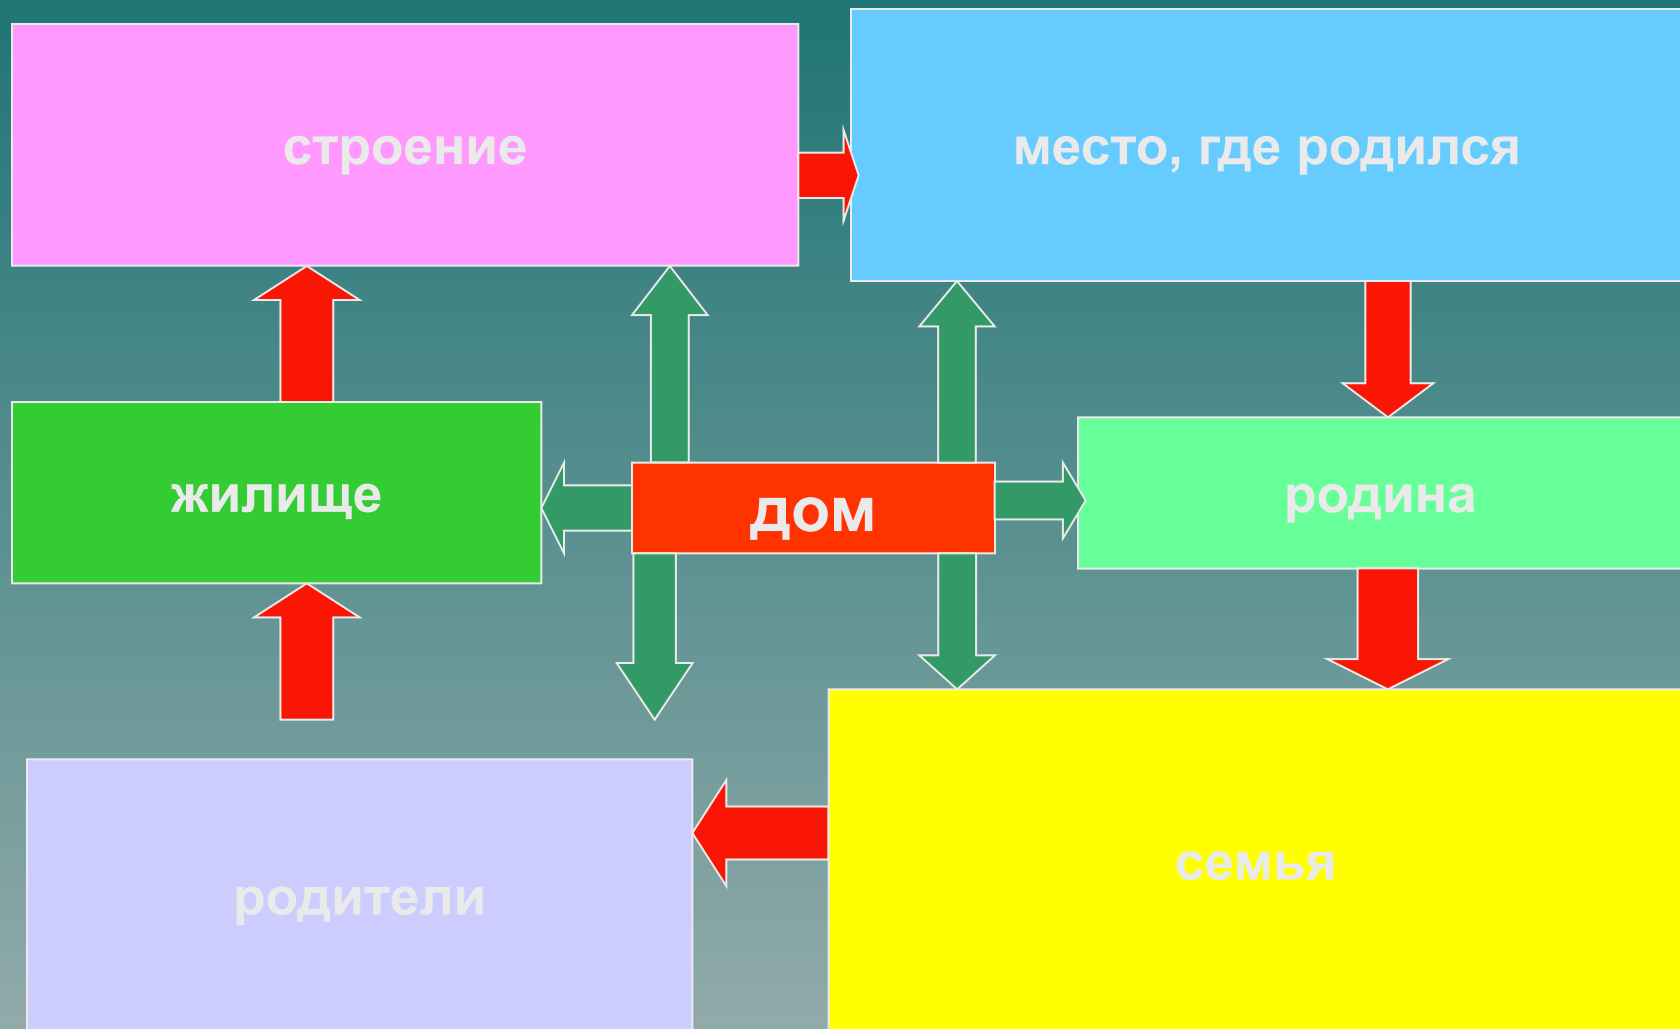 строение
место, где родился
жилище
дом
родина
родители
семья